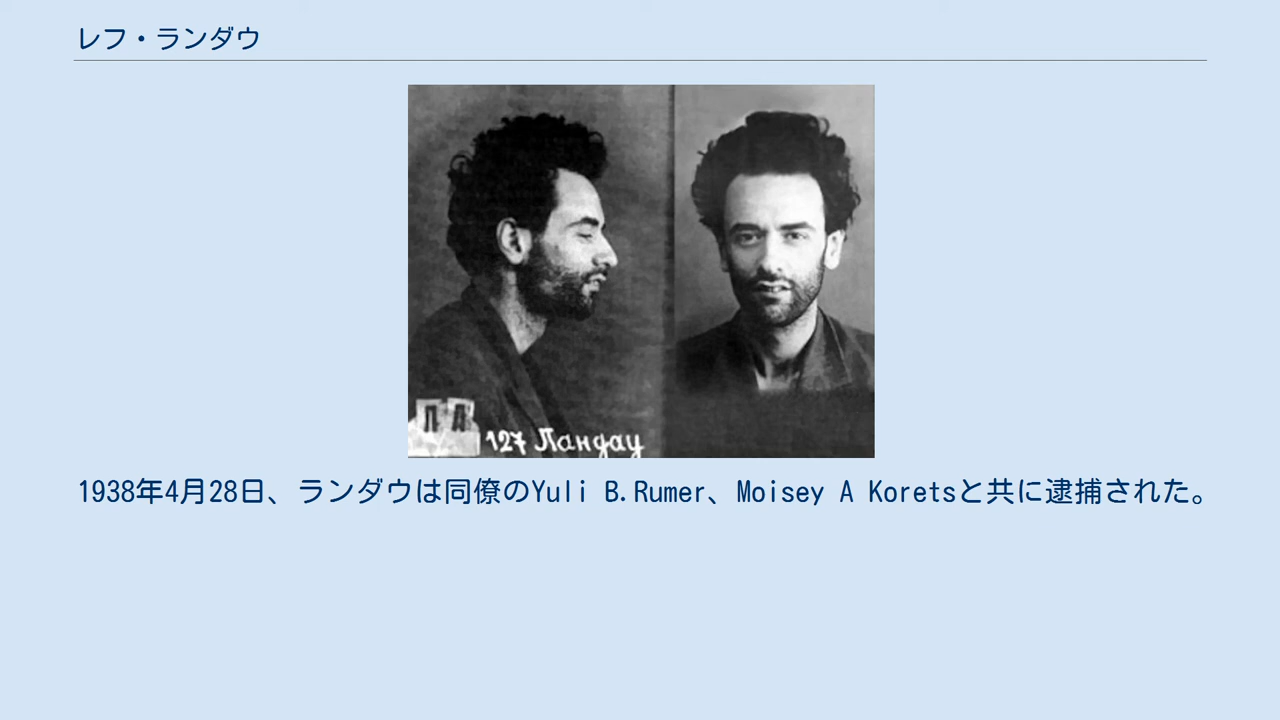 レフ・ランダウ
Л А
127 Ландау
1938年4月28日、ランダウは同僚のYuli B.Rumer、Moisey A Koretsと共に逮捕された。